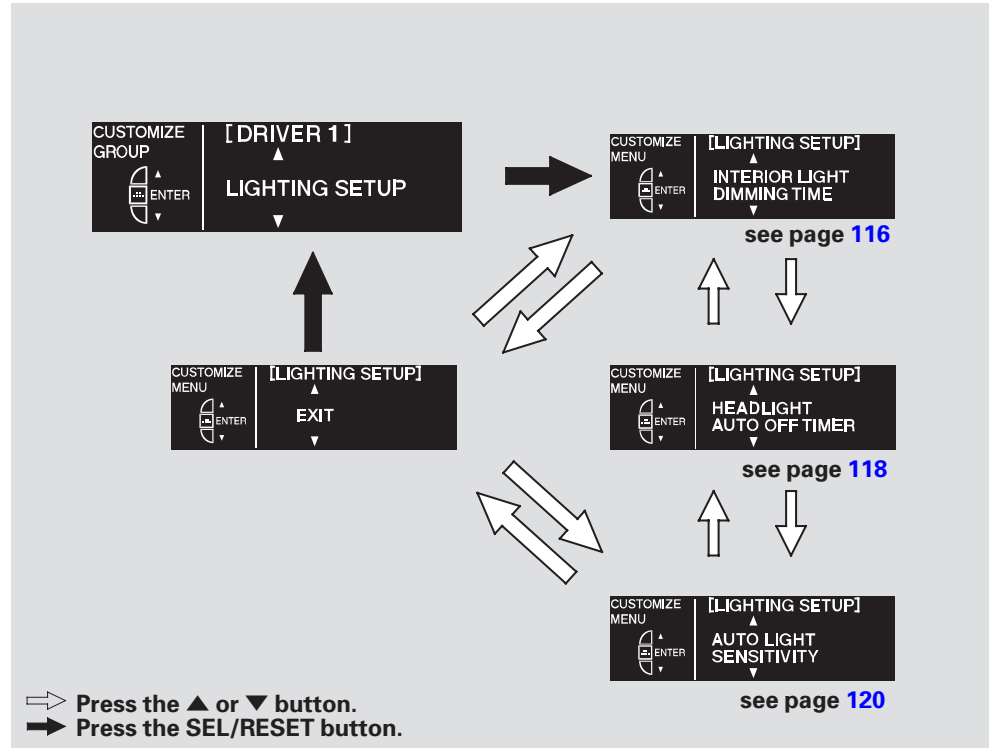 CUSTOMIZE
GROUP
ENTER
[DRIVER 1]
LIGHTING SETUP
CUSTOMIZE
MENU
ENTER
[LIGHTING SETUP]
INTERIOR LIGHT
DIMMING TIME
see page 116
CUSTOMIZE
MENU
ENTER
[LIGHTING SETUP]
EXIT
CUSTOMIZE
MENU
ENTER
[LIGHTING SETUP]
HEADLIGHT
AUTO OFF TIMER
see page 118
CUSTOMIZE
MENU
ENTER
[LIGHTING SETUP]
AUTO LIGHT
SENSITIVITY
see page 120
Press the ▲ or ▼ button.
Press the SEL/RESET button.